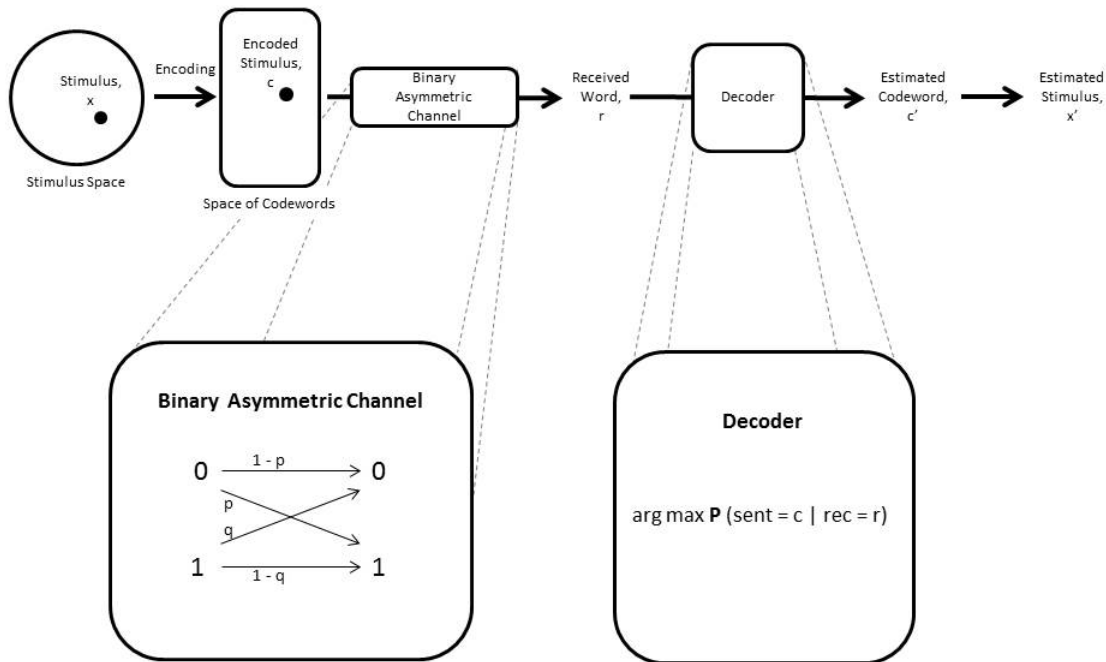 Stimulus,
x
Stimulus Space
Encoding
Encoded
Stimulus,
c
Space of Codewords
Binary
Asymmetric
Channel
Received
Word,
r
Decoder
Estimated
Codeword,
c’
Estimated
Stimulus,
x’
Binary Asymmetric Channel
0 1 - p 0
p
q
1 1 - q 1
Decoder
arg max P (sent = c | rec = r)